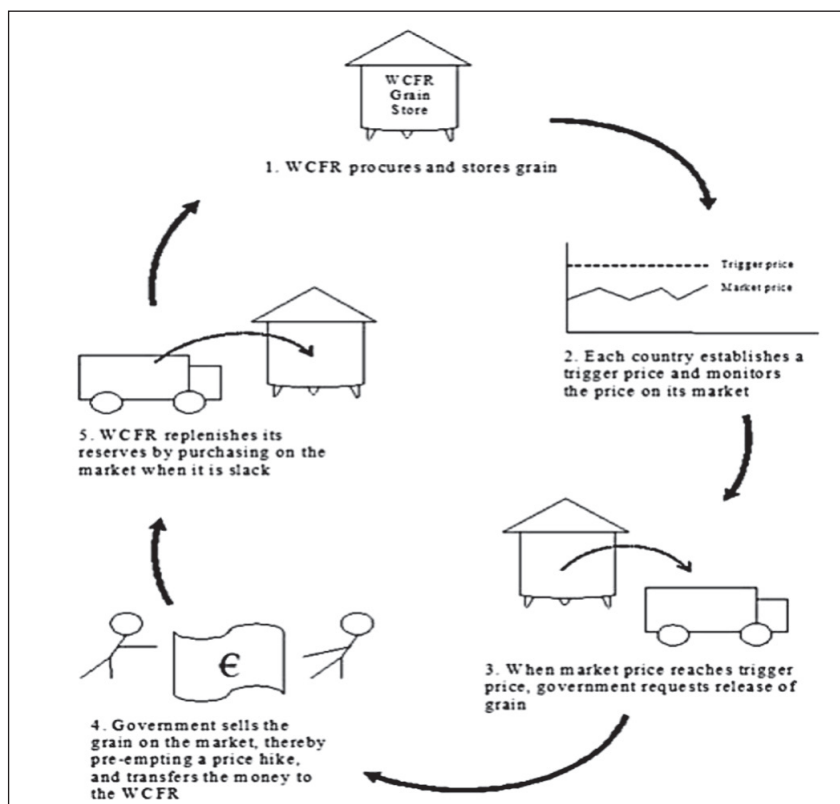 WCFR
Grain
Store
1. WCFR procures and stores grain
Trigger price
Market price
2. Each country establishes a
trigger price and monitors
the price on its market
3. When market price reaches trigger
price, government requests release of
grain
4. Government sells the
grain on the market, thereby
pre-empting a price hike,
and transfers the money to
the WCFR
€
5. WCFR replenishes its
reserves by purchasing on the
market when it is slack